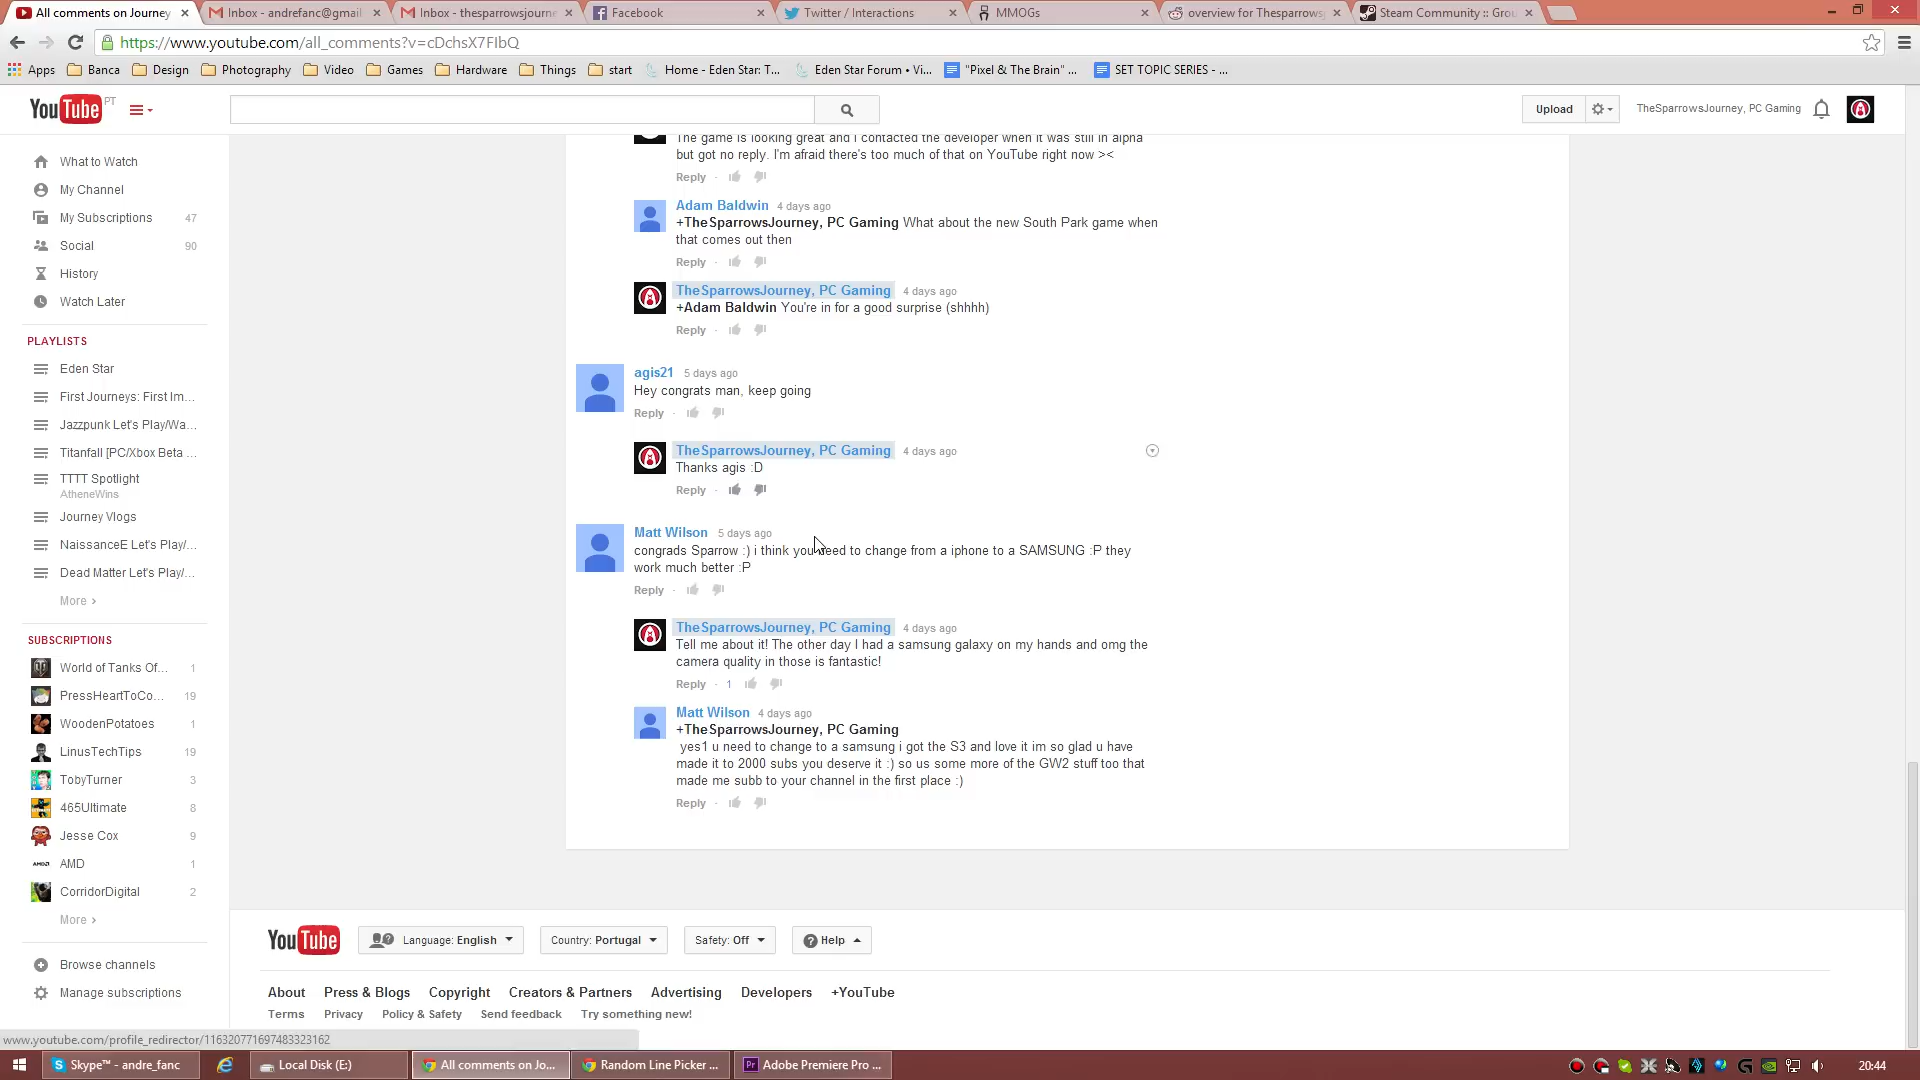 All comments on Journey
Inbox - andrefanc@gmail
Inbox - thesparrowsjourne
Facebook
Twitter / Interactions
MMOGs
overview for Thesparrows
Steam Community :: Grou
https://www.youtube.com/all_comments?v=cDchsX7FIbQ
Apps
Banca
Design
Photography
Video
Games
Hardware
Things
start
Home - Eden Star: T...
Eden Star Forum • Vi...
"Pixel & The Brain" ...
SET TOPIC SERIES - ...
YouTube PT
Upload
TheSparrowsJourney, PC Gaming
What to Watch
My Channel
My Subscriptions 47
Social 90
History
Watch Later
PLAYLISTS
Eden Star
First Journeys: First Im...
Jazzpunk Let's Play/Wa...
Titanfall [PC/Xbox Beta ...
TTTT Spotlight
AtheneWins
Journey Vlogs
NaissanceE Let's Play/...
Dead Matter Let's Play/...
More ›
SUBSCRIPTIONS
World of Tanks Of... 1
PressHeartToCo... 19
WoodenPotatoes 1
LinusTechTips 19
TobyTurner 3
465Ultimate 8
Jesse Cox 9
AMD 1
CorridorDigital 2
More ›
Browse channels
Manage subscriptions
The game is looking great and I contacted the developer when it was still in alpha
but got no reply. I'm afraid there's too much of that on YouTube right now ><
Reply ·
Adam Baldwin 4 days ago
+TheSparrowsJourney, PC Gaming What about the new South Park game when
that comes out then
Reply ·
TheSparrowsJourney, PC Gaming 4 days ago
+Adam Baldwin You're in for a good surprise (shhhh)
Reply ·
agis21 5 days ago
Hey congrats man, keep going
Reply ·
TheSparrowsJourney, PC Gaming 4 days ago
Thanks agis :D
Reply ·
Matt Wilson 5 days ago
congrads Sparrow :) i think you need to change from a iphone to a SAMSUNG :P they
work much better :P
Reply ·
TheSparrowsJourney, PC Gaming 4 days ago
Tell me about it! The other day I had a samsung galaxy on my hands and omg the
camera quality in those is fantastic!
Reply · 1
Matt Wilson 4 days ago
+TheSparrowsJourney, PC Gaming
yes1 u need to change to a samsung i got the S3 and love it im so glad u have
made it to 2000 subs you deserve it :) so us some more of the GW2 stuff too that
made me subb to your channel in the first place :)
Reply ·
YouTube
Language: English
Country: Portugal
Safety: Off
Help
About
Press & Blogs
Copyright
Creators & Partners
Advertising
Developers
+YouTube
Terms
Privacy
Policy & Safety
Send feedback
Try something new!
www.youtube.com/profile_redirector/116320771697483323162
Skype™ - andre_fanc
Local Disk (E:)
All comments on Jo...
Random Line Picker ...
Adobe Premiere Pro ...
20:44